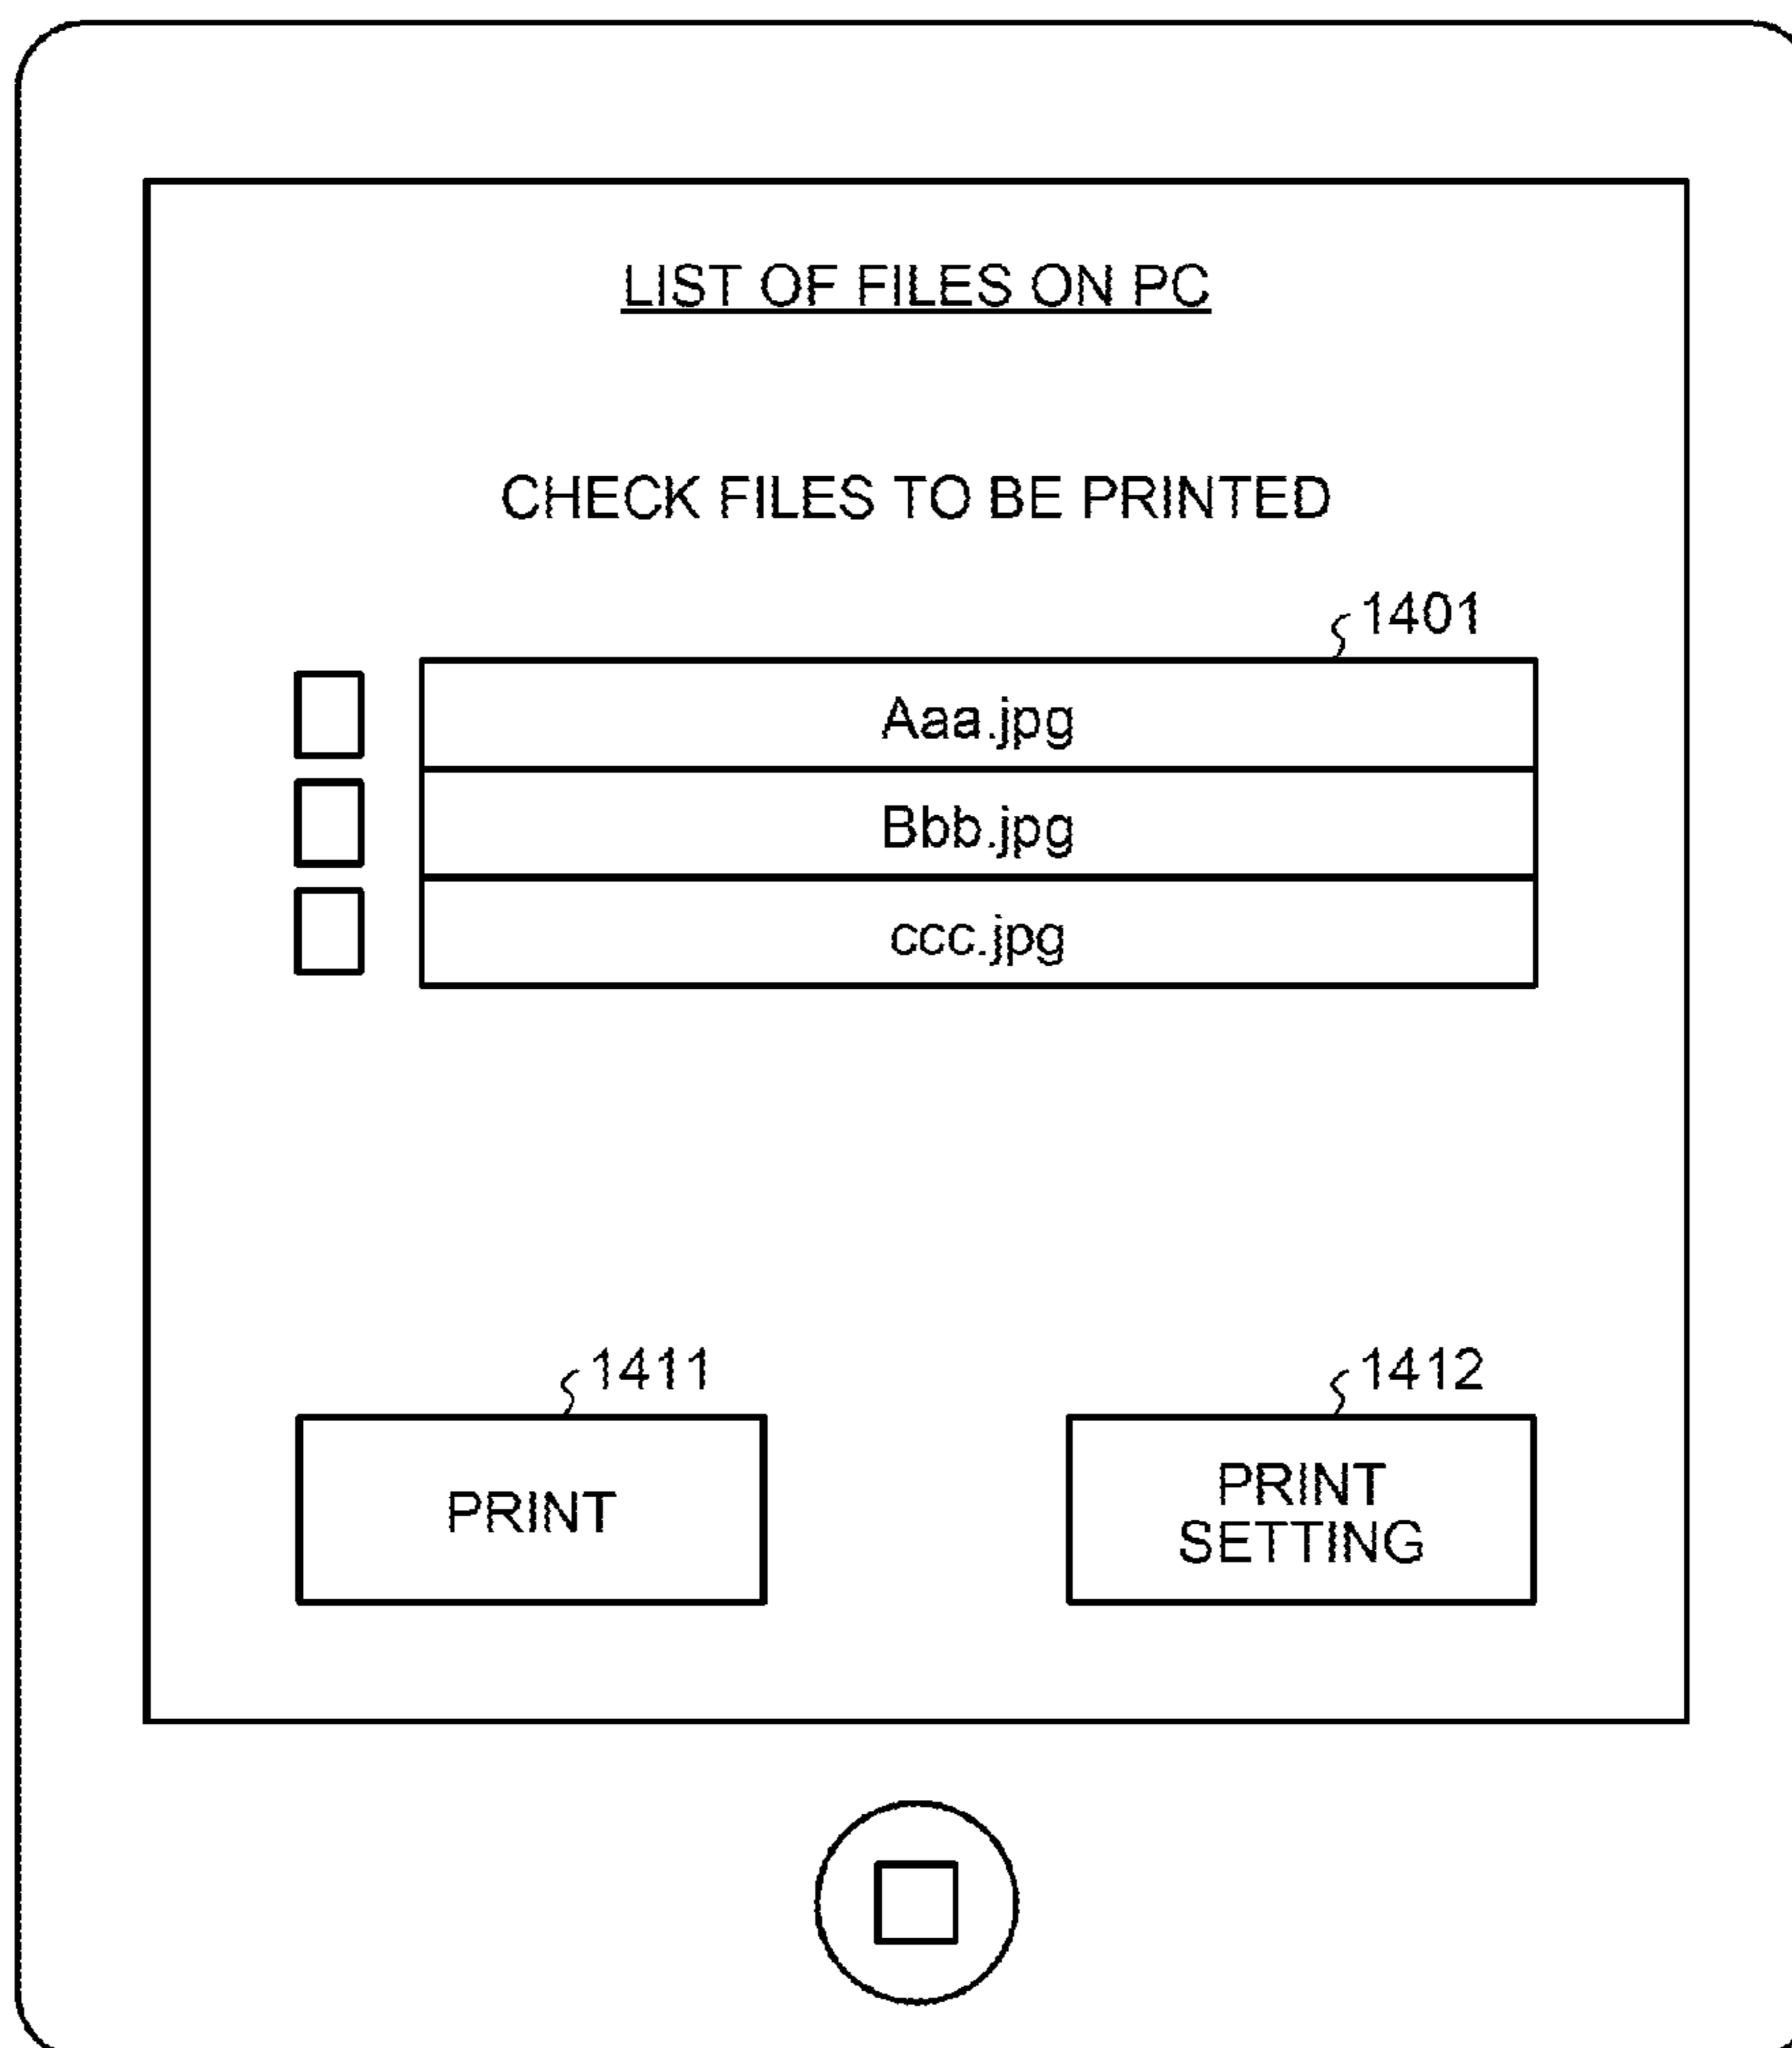 LIST OF FILES ON PC
CHECK FILES TO BE PRINTED
1401
Aaa.jpg
Bbb.jpg
ccc.jpg
1411
1412
PRINT
PRINT
SETTING